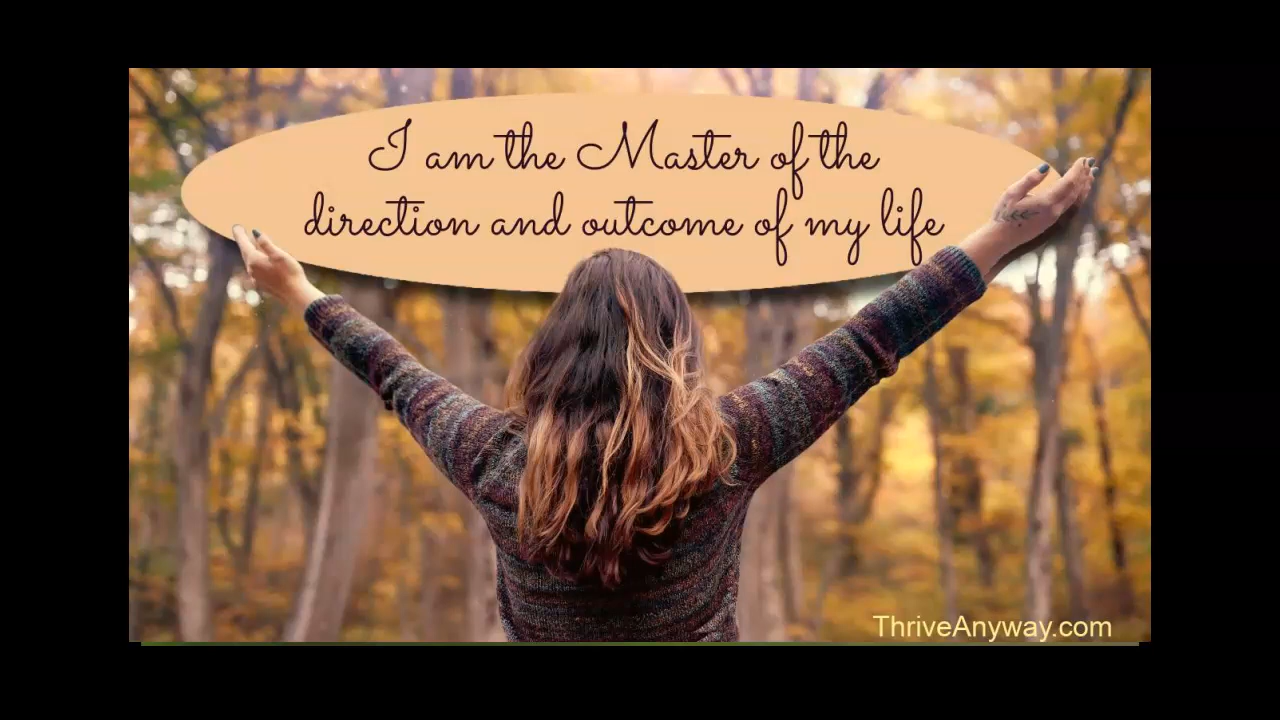 I am the Master of the
direction and outcome of my life
ThriveAnyway.com